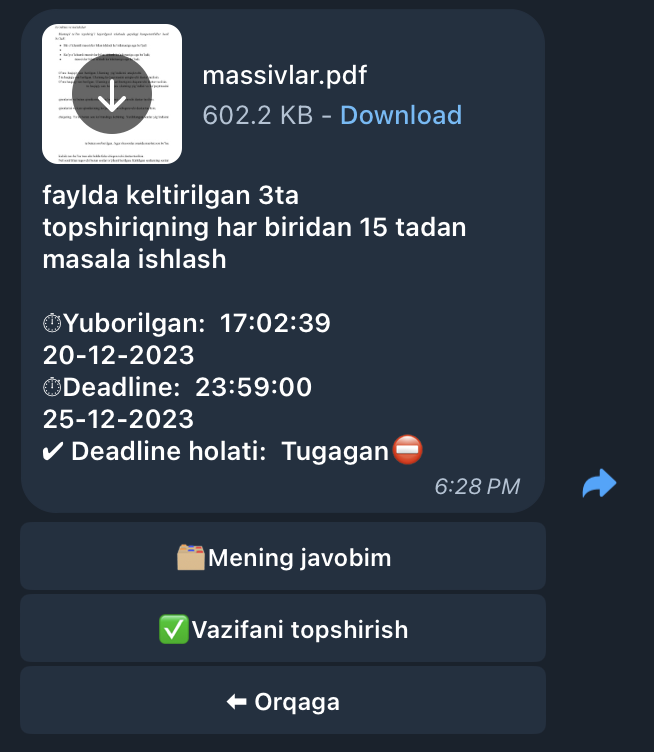 massivlar.pdf
602.2 KB - Download
faylda keltirilgan 3ta
topshiriqning har biridan 15 tadan
masala ishlash
⏱Yuborilgan: 17:02:39
20-12-2023
⏱Deadline: 23:59:00
25-12-2023
✔ Deadline holati: Tugagan⛔
6:28 PM
🗂Mening javobim
✅Vazifani topshirish
⬅ Orqaga